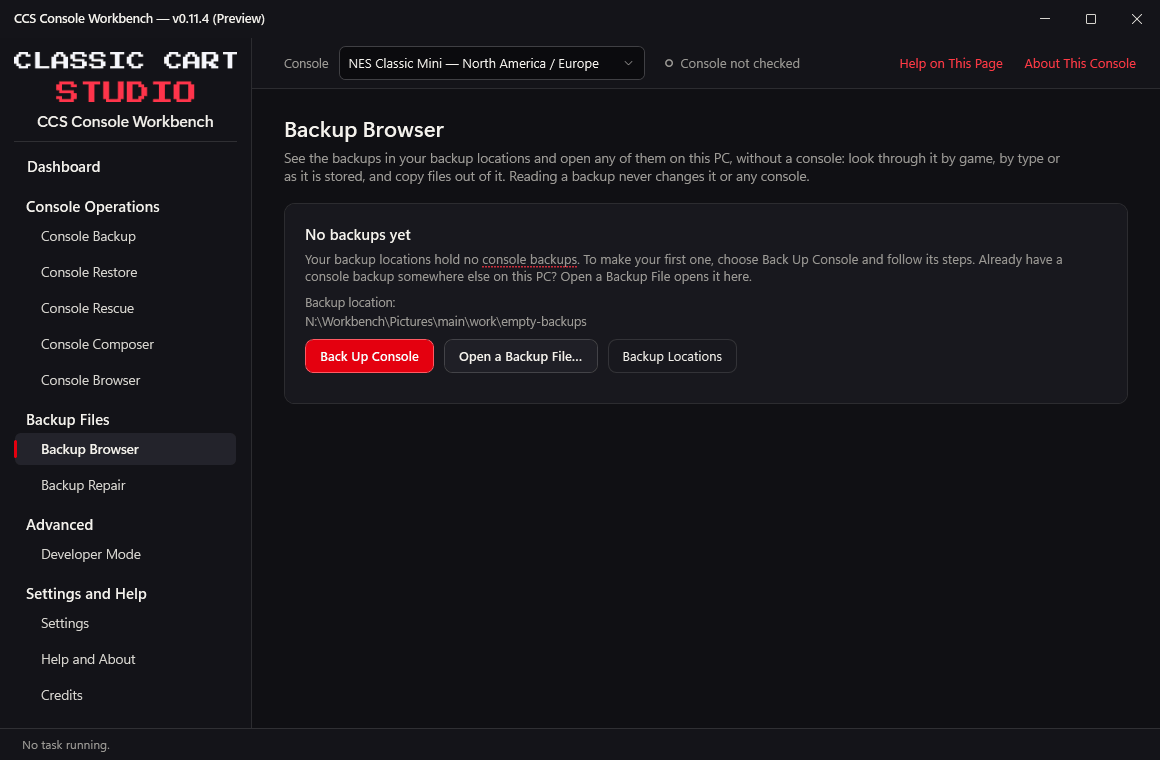 CCS Console Workbench — v0.11.4 (Preview)
CLASSIC CART
STUDIO
CCS Console Workbench
Dashboard
Console Operations
Console Backup
Console Restore
Console Rescue
Console Composer
Console Browser
Backup Files
Backup Browser
Backup Repair
Advanced
Developer Mode
Settings and Help
Settings
Help and About
Credits
Console
NES Classic Mini — North America / Europe
Console not checked
Help on This Page
About This Console
Backup Browser
See the backups in your backup locations and open any of them on this PC, without a console: look through it by game, by type or
as it is stored, and copy files out of it. Reading a backup never changes it or any console.
No backups yet
Your backup locations hold no console backups. To make your first one, choose Back Up Console and follow its steps. Already have a
console backup somewhere else on this PC? Open a Backup File opens it here.
Backup location:
N:\Workbench\Pictures\main\work\empty-backups
Back Up Console
Open a Backup File...
Backup Locations
No task running.